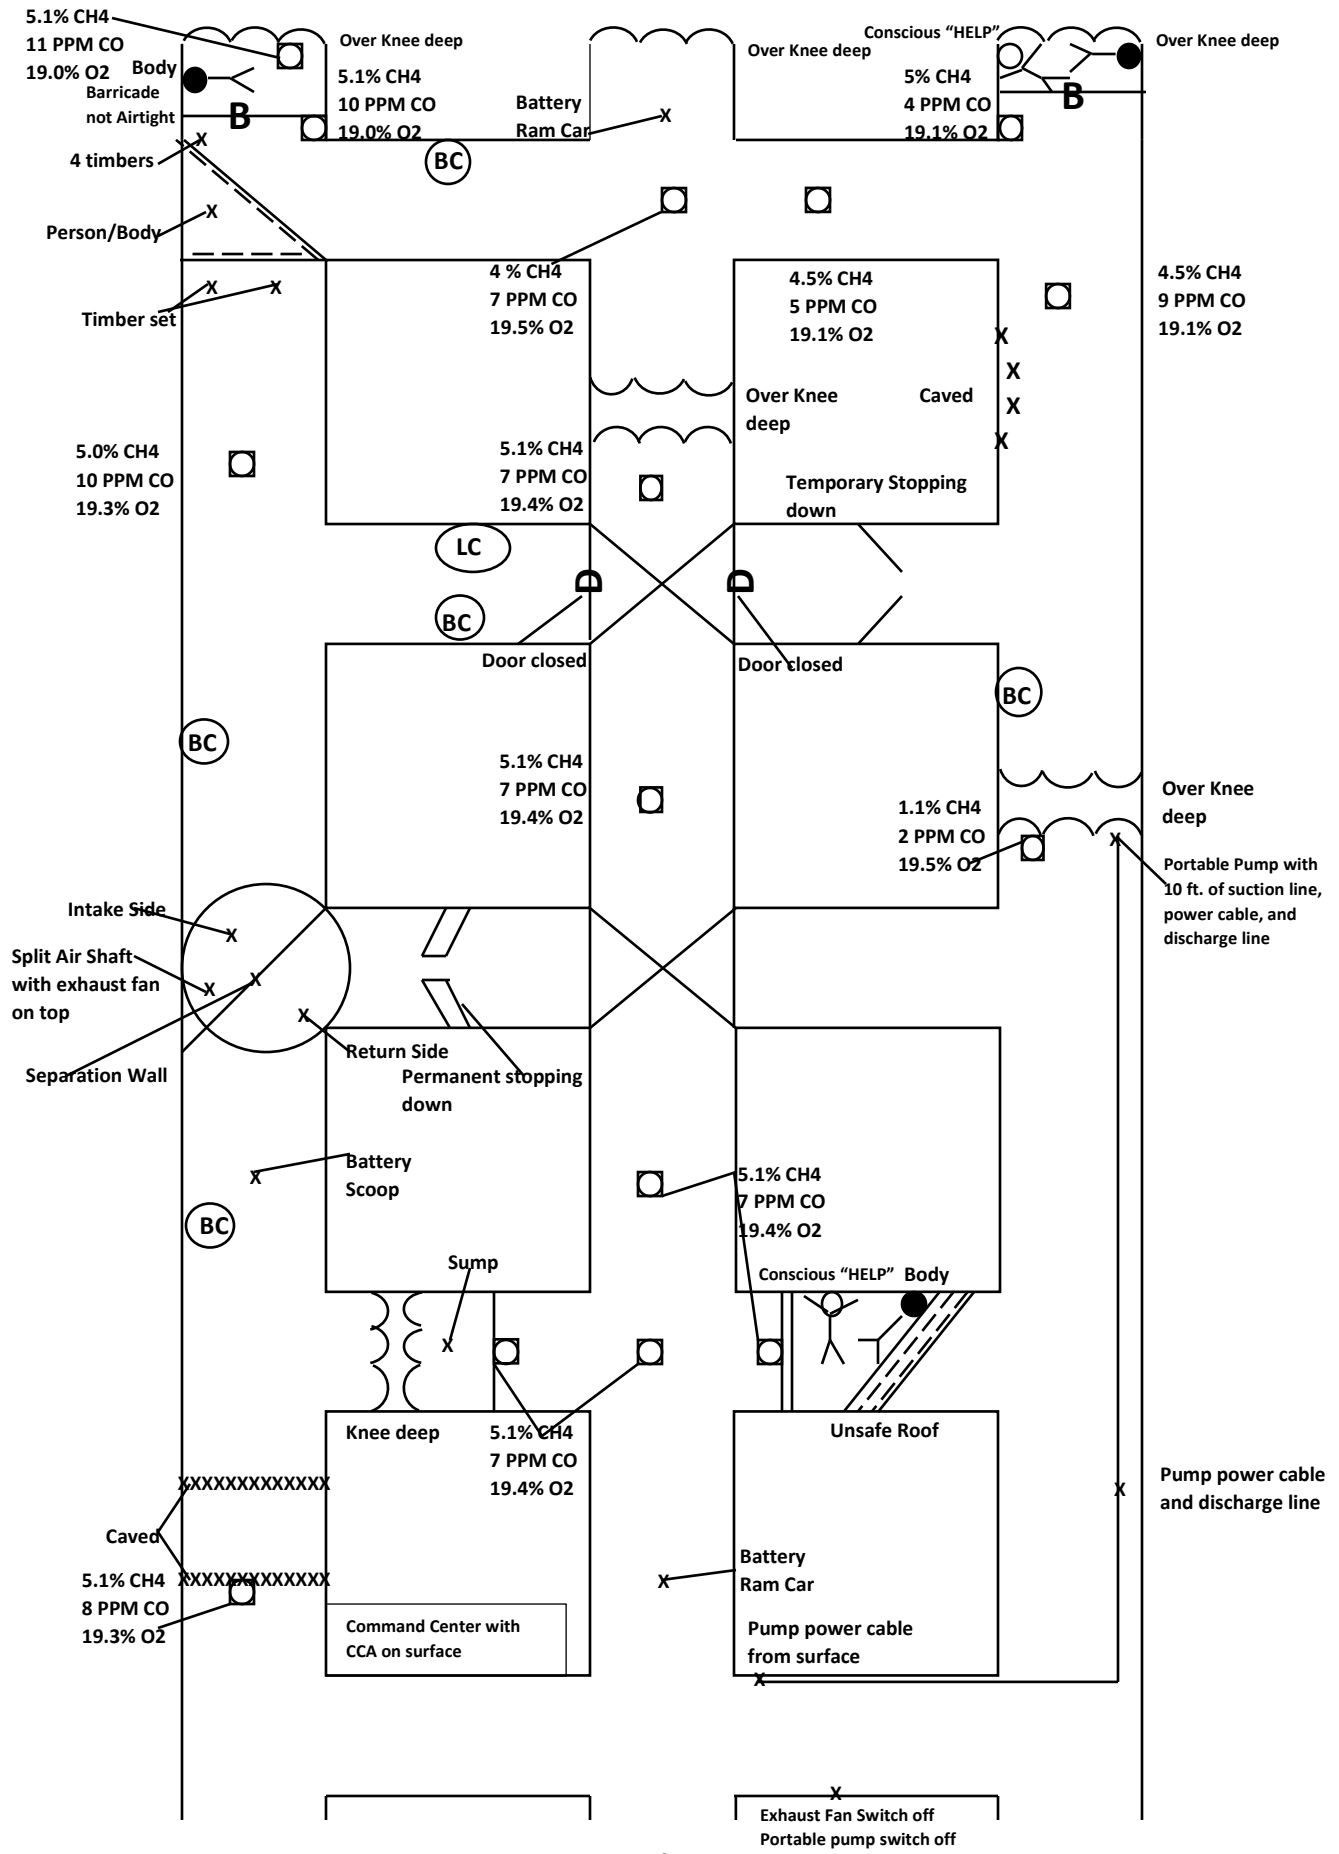 5.1% CH4
11 PPM CO
19.0% O2
Body
Barricade
not Airtight
B
Over Knee deep
5.1% CH4
10 PPM CO
19.0% O2
Battery
Ram Car
X
Over Knee deep
Conscious “HELP”
5% CH4
4 PPM CO
19.1% O2
B
Over Knee deep
X
4 timbers
BC
X
Person/Body
X X
Timber set
4 % CH4
7 PPM CO
19.5% O2
4.5% CH4
5 PPM CO
19.1% O2
4.5% CH4
9 PPM CO
19.1% O2
X
X
X
X
Over Knee
deep
Caved
5.0% CH4
10 PPM CO
19.3% O2
5.1% CH4
7 PPM CO
19.4% O2
Temporary Stopping
down
LC
D
D
BC
Door closed
Door closed
BC
BC
5.1% CH4
7 PPM CO
19.4% O2
1.1% CH4
2 PPM CO
19.5% O2
Over Knee
deep
X
Portable Pump with
10 ft. of suction line,
power cable, and
discharge line
Intake Side
X
Split Air Shaft
with exhaust fan
on top
X
X
X
Separation Wall
Return Side
Permanent stopping
down
Battery
Scoop
X
BC
5.1% CH4
7 PPM CO
19.4% O2
Sump
X
Conscious “HELP”
Body
Knee deep
5.1% CH4
7 PPM CO
19.4% O2
Unsafe Roof
XXXXXXXXXXXXX
Caved
XXXXXXXXXXXXX
5.1% CH4
8 PPM CO
19.3% O2
X
Pump power cable
and discharge line
Battery
Ram Car
X
Command Center with
CCA on surface
Pump power cable
from surface
X
X
Exhaust Fan Switch off
Portable pump switch off